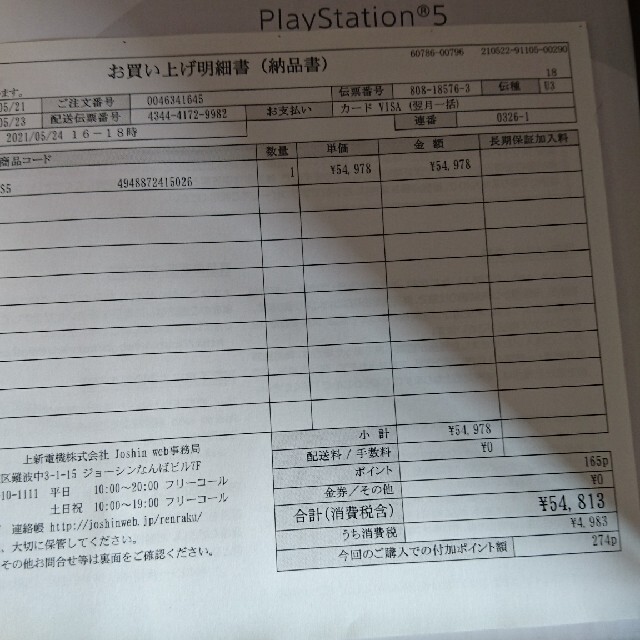 PlayStation®5
60786-00796 210522-91105-00290
お買い上げ明細書（納品書）
ます。
18
05/21 ご注文番号 0046341645 伝票番号 808-18576-3 伝種 U3
05/23 配送伝票番号 4344-4172-9982 お支払い カード VISA（翌月一括）
2021/05/24 16－18時 連番 0326-1
商品コード 数量 単価 金額 長期保証加入料
S5 4948872415026 1 ¥54,978 ¥54,978
小計 ¥54,978
配送料 / 手数料 ¥0
ポイント 165p
金券／その他 ¥0
合計（消費税含） ¥54,813
うち消費税 ¥4,983
今回のご購入での付加ポイント額 274p
上新電機株式会社 Joshin web事務局
区難波中3-1-15 ジョーシンなんばビル7F
10-1111 平日 10:00～20:00 フリーコール
土日祝 10:00～19:00 フリーコール
連絡帳 http://joshinweb.jp/renraku/
、大切に保管してください。
その他お問合せ等は裏面をご確認ください。